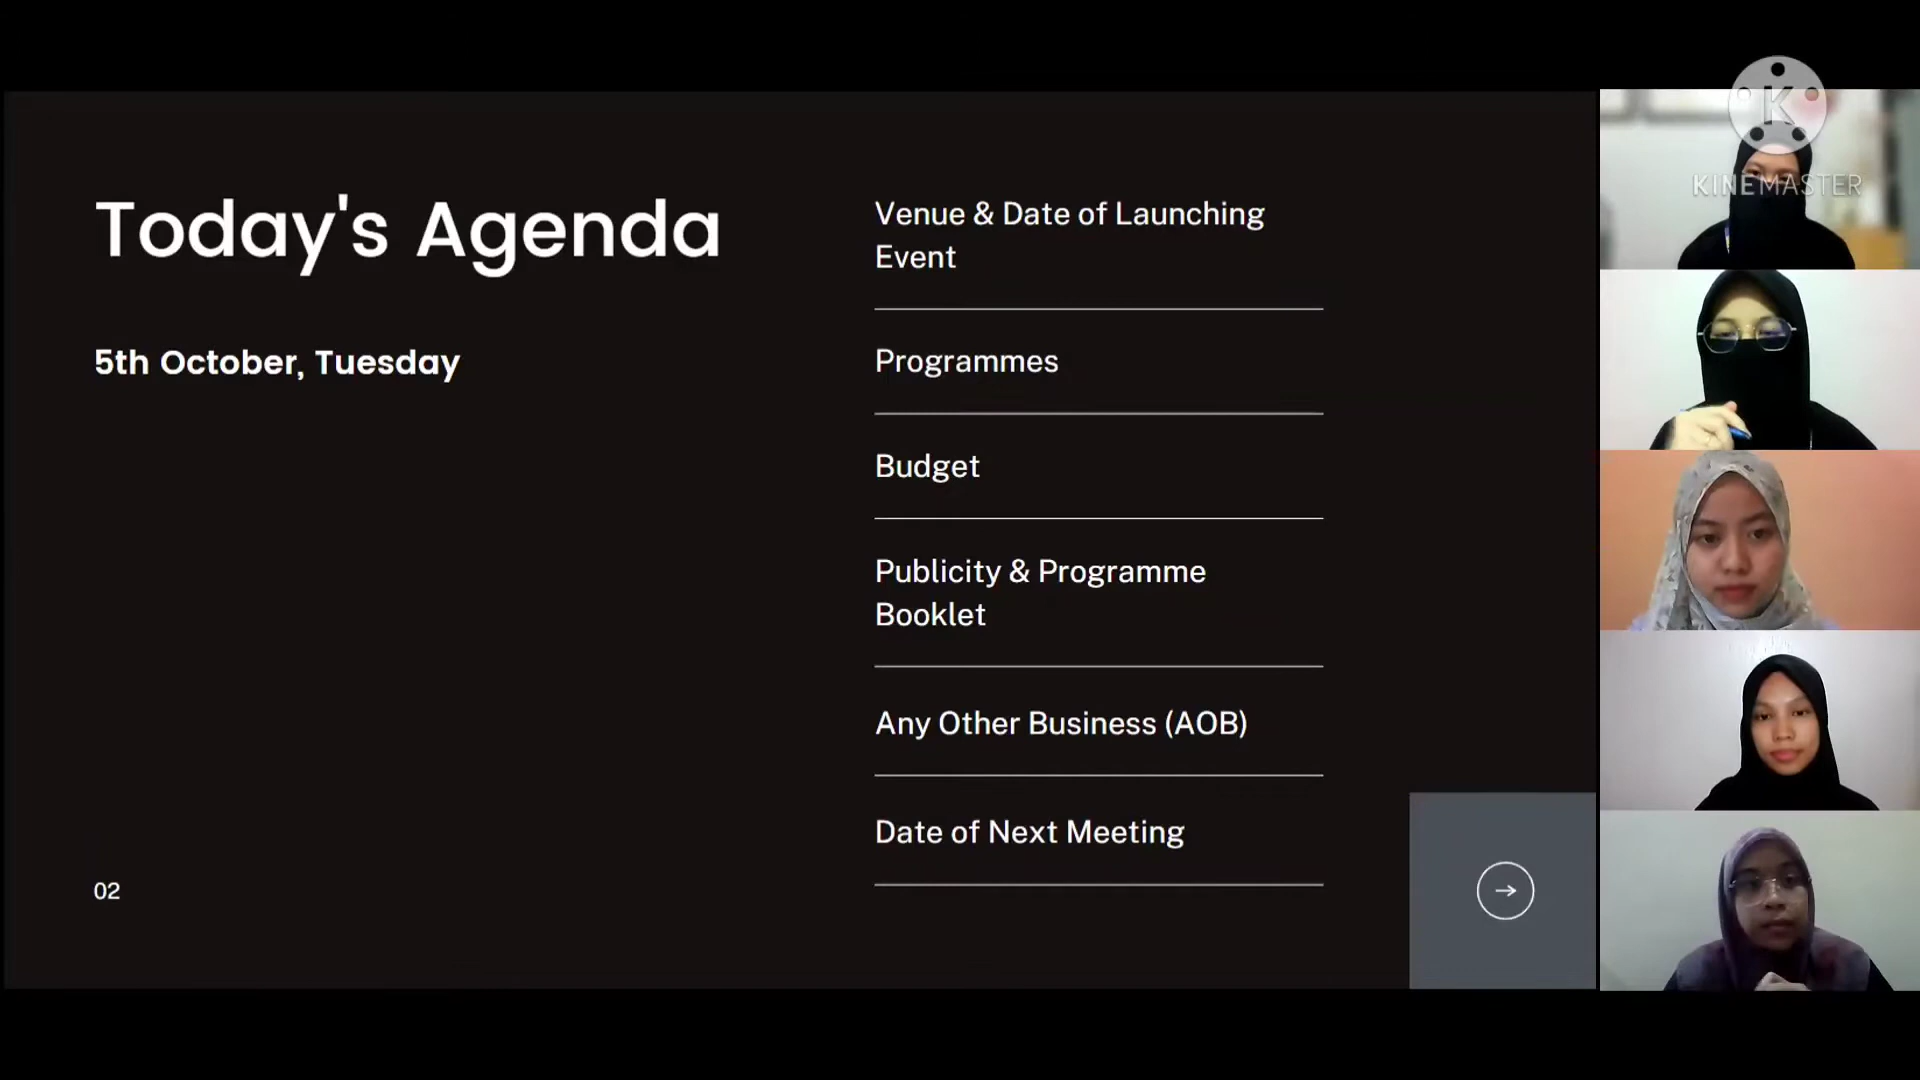 Today's Agenda
5th October, Tuesday
Venue & Date of Launching
Event
Programmes
Budget
Publicity & Programme
Booklet
Any Other Business (AOB)
Date of Next Meeting
02
K
KINEMASTER